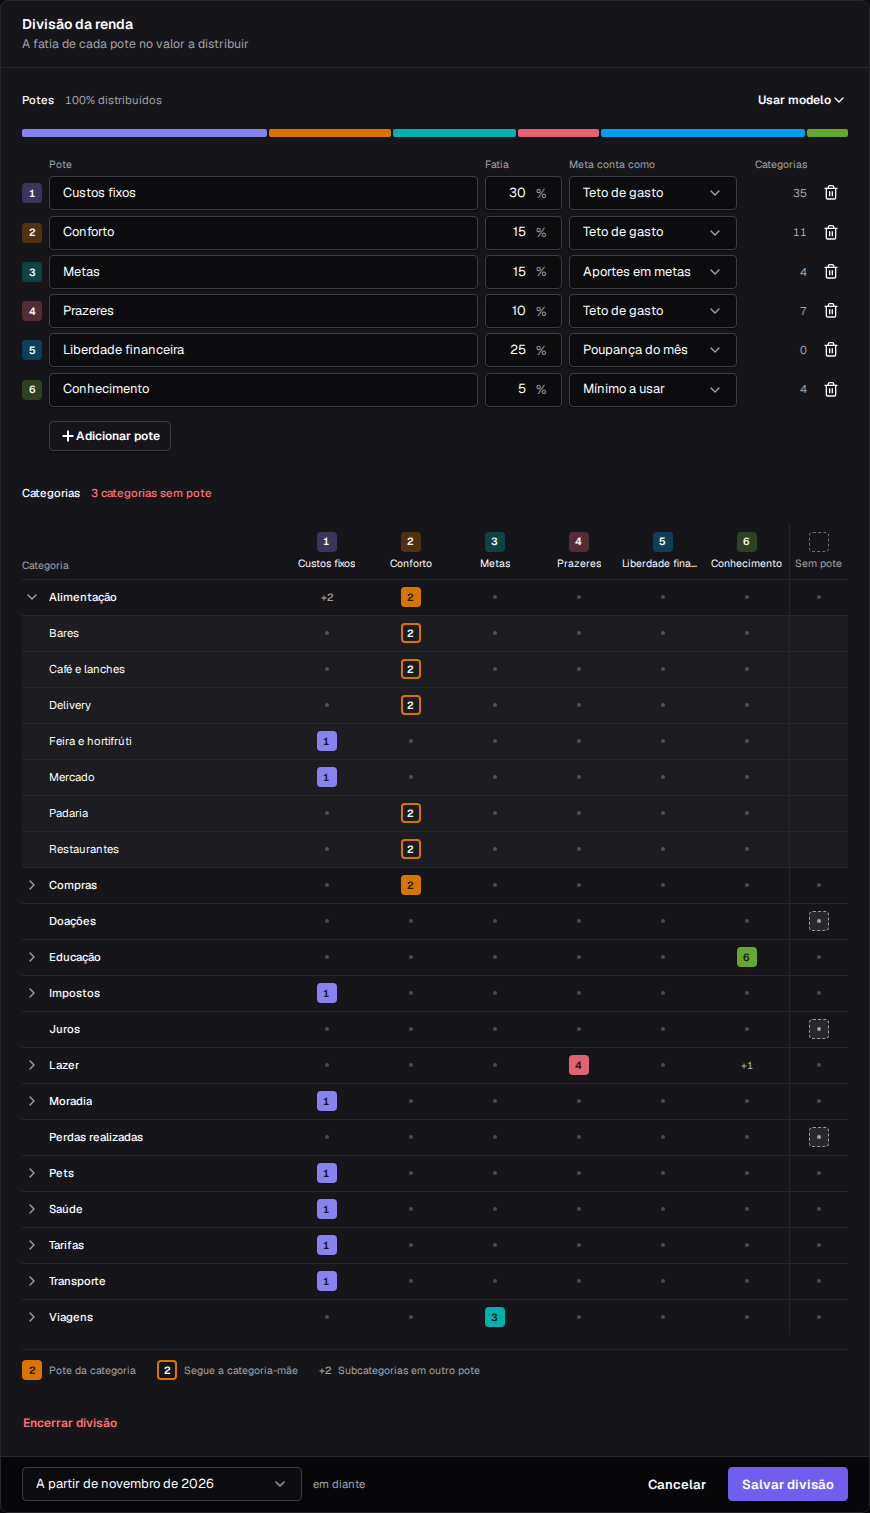 Divisão da renda
A fatia de cada pote no valor a distribuir
Potes 100% distribuídos Usar modelo
Pote Fatia Meta conta como Categorias
1 Custos fixos 30 % Teto de gasto 35
2 Conforto 15 % Teto de gasto 11
3 Metas 15 % Aportes em metas 4
4 Prazeres 10 % Teto de gasto 7
5 Liberdade financeira 25 % Poupança do mês 0
6 Conhecimento 5 % Mínimo a usar 4
Adicionar pote
Categorias 3 categorias sem pote
1 2 3 4 5 6
Categoria Custos fixos Conforto Metas Prazeres Liberdade fina... Conhecimento Sem pote
Alimentação +2 2
Bares 2
Café e lanches 2
Delivery 2
Feira e hortifrúti 1
Mercado 1
Padaria 2
Restaurantes 2
Compras 2
Doações
Educação 6
Impostos 1
Juros
Lazer 4 +1
Moradia 1
Perdas realizadas
Pets 1
Saúde 1
Tarifas 1
Transporte 1
Viagens 3
2 Pote da categoria 2 Segue a categoria-mãe +2 Subcategorias em outro pote
Encerrar divisão
A partir de novembro de 2026 em diante Cancelar Salvar divisão